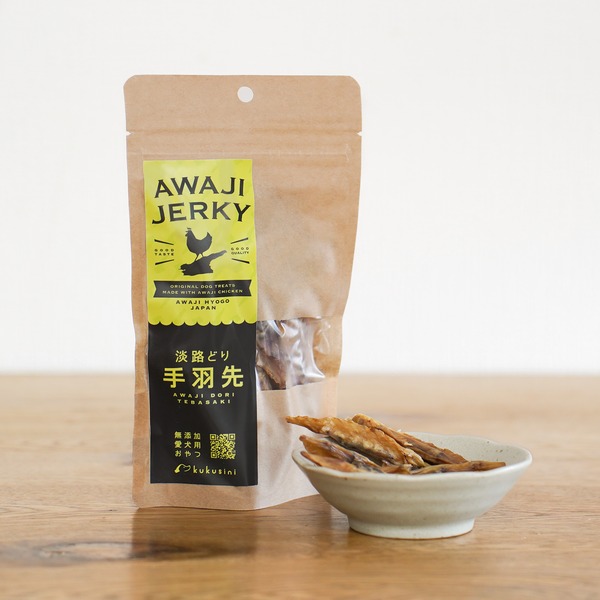 AWAJI
JERKY
GOOD TASTE
GOOD QUALITY
ORIGINAL DOG TREATS
MADE WITH AWAJI CHICKEN
AWAJI HYOGO
JAPAN
淡路どり
手羽先
AWAJI DORI
TEBASAKI
無添加
愛犬用
おやつ
kukusini